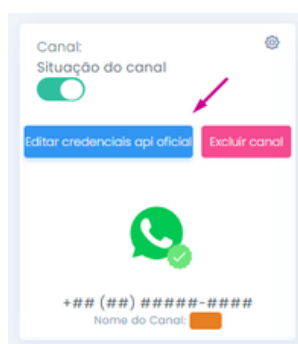 Canal:
Situação do canal
Editar credenciais api oficial Excluir canal
+## (##) #####-####
Nome do Canal: